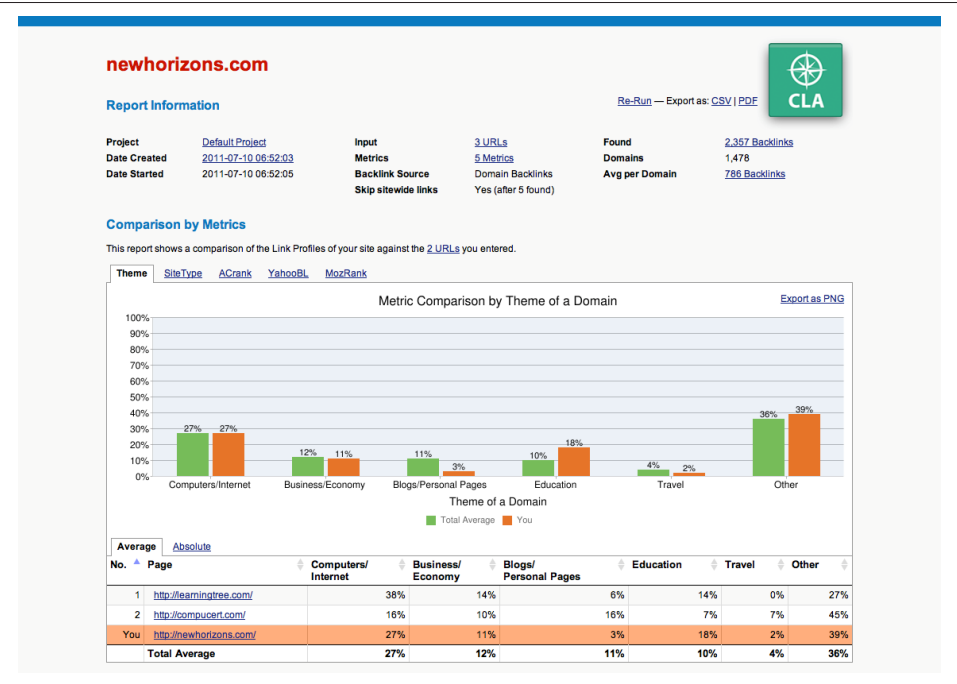 newhorizons.com
CLA
Report Information
Re-Run — Export as: CSV | PDF
Project Default Project Input 3 URLs Found 2,357 Backlinks
Date Created 2011-07-10 06:52:03 Metrics 5 Metrics Domains 1,478
Date Started 2011-07-10 06:52:05 Backlink Source Domain Backlinks Avg per Domain 786 Backlinks
Skip sitewide links Yes (after 5 found)
Comparison by Metrics
This report shows a comparison of the Link Profiles of your site against the 2 URLs you entered.
Theme SiteType ACrank YahooBL MozRank
Metric Comparison by Theme of a Domain
Export as PNG
100%
90%
80%
70%
60%
50%
40%
30%
20%
10%
0%
27% 27% 12% 11% 11% 3% 10% 18% 4% 2% 36% 39%
Computers/Internet Business/Economy Blogs/Personal Pages Education Travel Other
Theme of a Domain
Total Average You
Average Absolute
No. Page Computers/ Business/ Blogs/ Education Travel Other
Internet Economy Personal Pages
1 http://learningtree.com/ 38% 14% 6% 14% 0% 27%
2 http://compucert.com/ 16% 10% 16% 7% 7% 45%
You http://newhorizons.com/ 27% 11% 3% 18% 2% 39%
Total Average 27% 12% 11% 10% 4% 36%